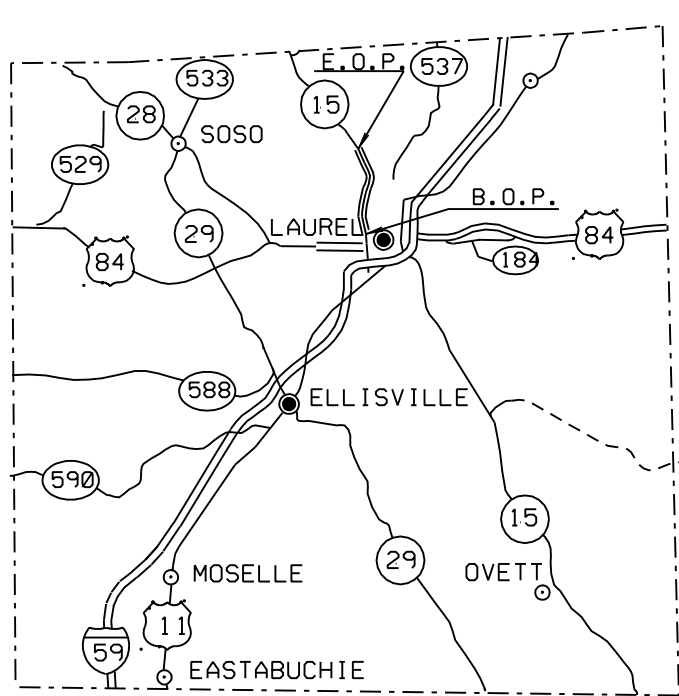 E.O.P.
537
533
15
28
SOSO
529
B.O.P.
LAUREL
29
84
84
184
588
ELLISVILLE
590
15
29
OVETT
MOSELLE
11
59
EASTABUCHIE